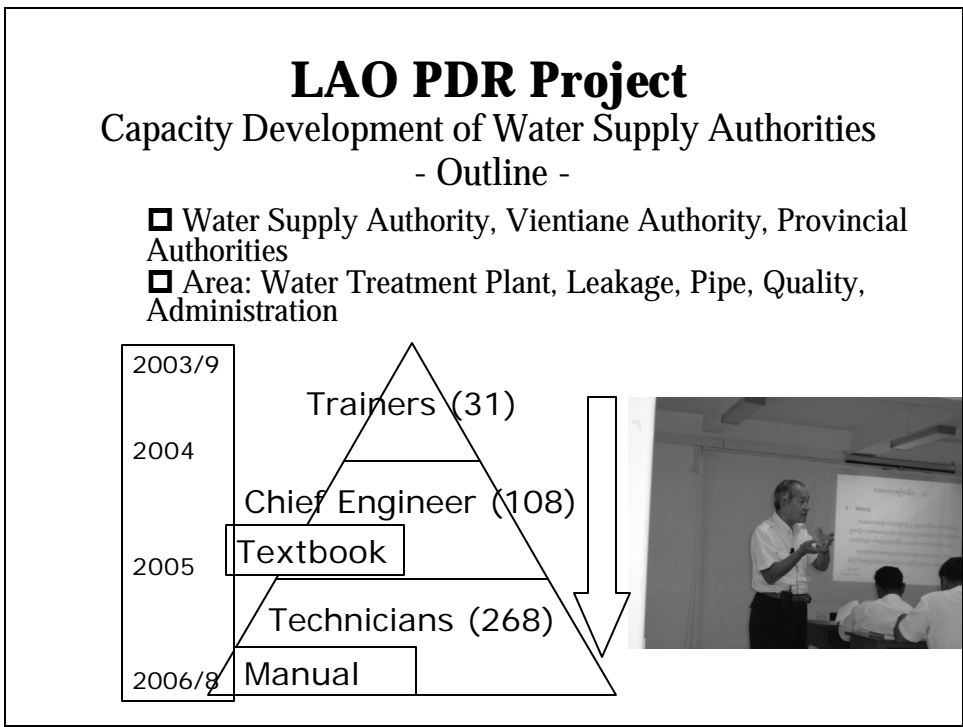 LAO PDR Project
Capacity Development of Water Supply Authorities
- Outline -
Water Supply Authority, Vientiane Authority, Provincial
Authorities
Area: Water Treatment Plant, Leakage, Pipe, Quality,
Administration
2003/9
Trainers (31)
2004
Chief Engineer (108)
Textbook
2005
Technicians (268)
Manual
2006/8